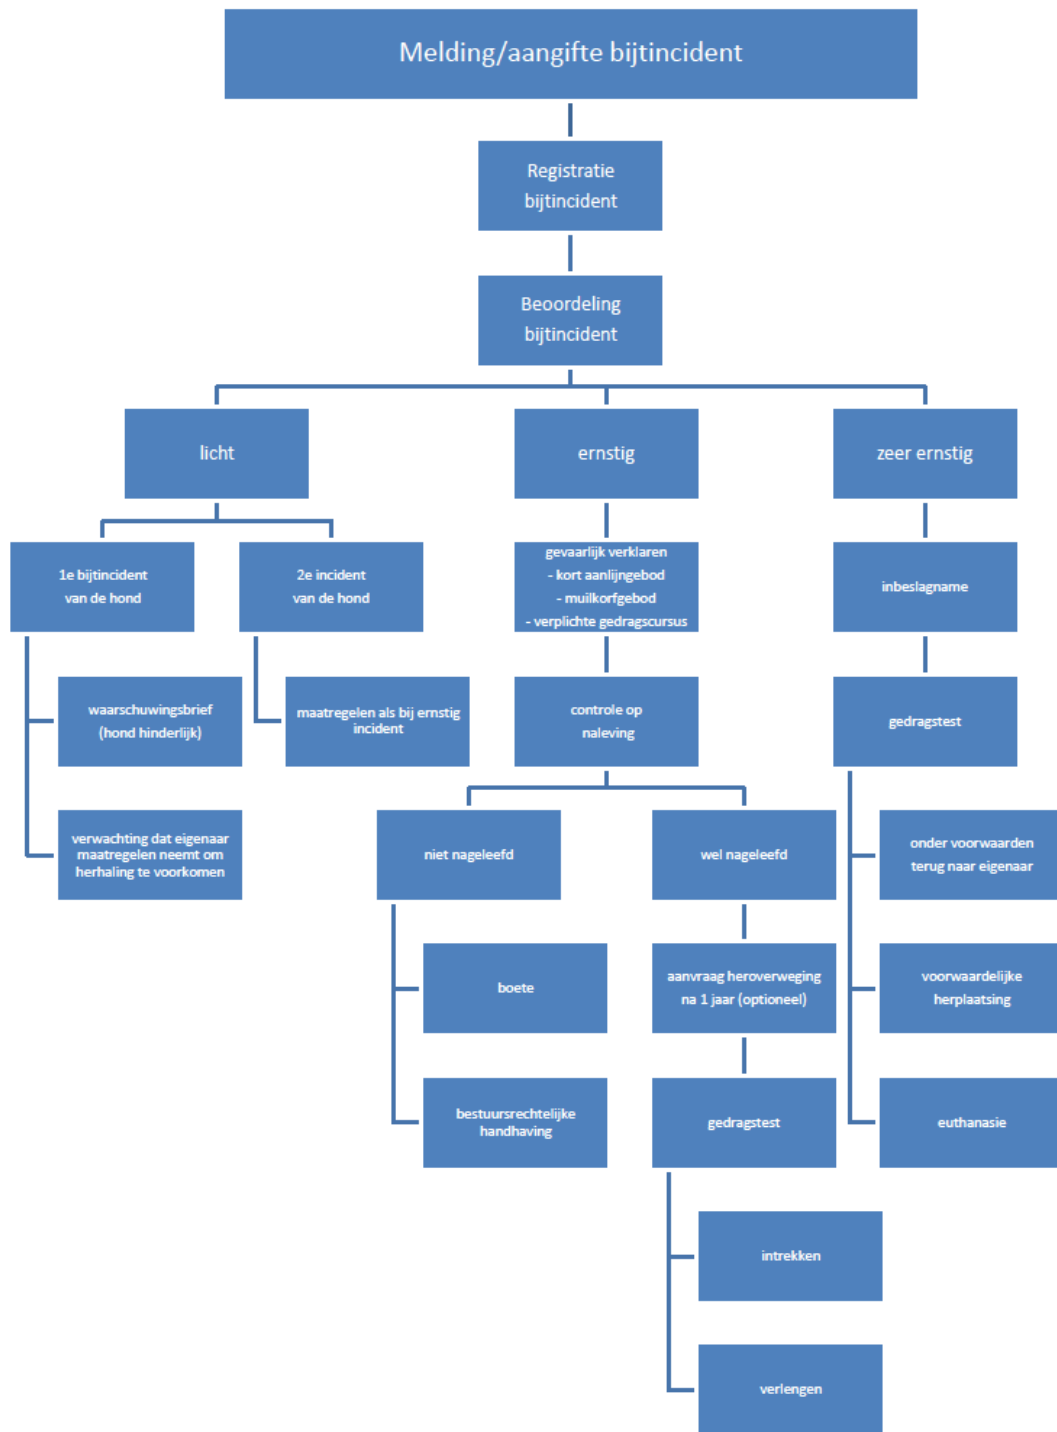 Melding/aangifte bijtincident
Registratie
bijtincident
Beoordeling
bijtincident
licht
ernstig
zeer ernstig
1e bijtincident
van de hond
2e incident
van de hond
gevaarlijk verklaren
- kort aanlijngebod
- muilkorfgebod
- verplichte gedragscursus
inbeslagname
waarschuwingsbrief
(hond hinderlijk)
maatregelen als bij ernstig
incident
controle op
naleving
gedragstest
verwachting dat eigenaar
maatregelen neemt om
herhaling te voorkomen
niet nageleefd
wel nageleefd
onder voorwaarden
terug naar eigenaar
boete
aanvraag heroverweging
na 1 jaar (optioneel)
voorwaardelijke
herplaatsing
bestuursrechtelijke
handhaving
gedragstest
euthanasie
intrekken
verlengen